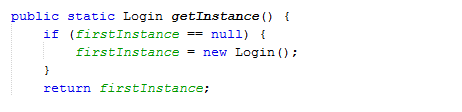 public static Login getInstance() {
    if (firstInstance == null) {
        firstInstance = new Login();
    }
    return firstInstance;